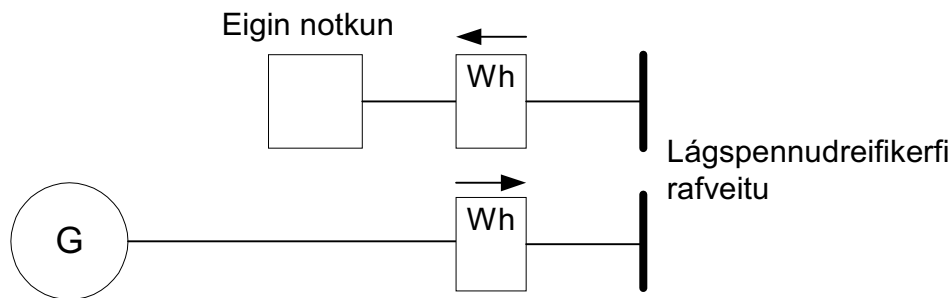 Eigin notkun
Wh
Lágspennudreifikerfi
rafveitu
G
Wh